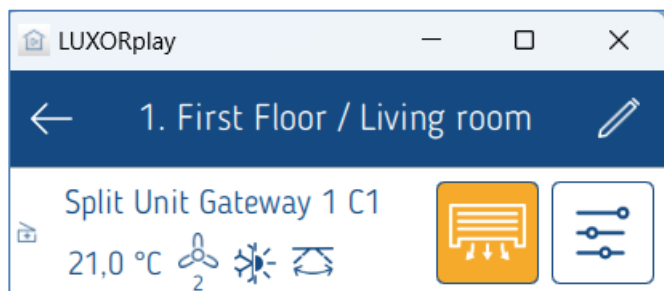 LUXORplay
1. First Floor / Living room
Split Unit Gateway 1 C1
21,0 °C
2